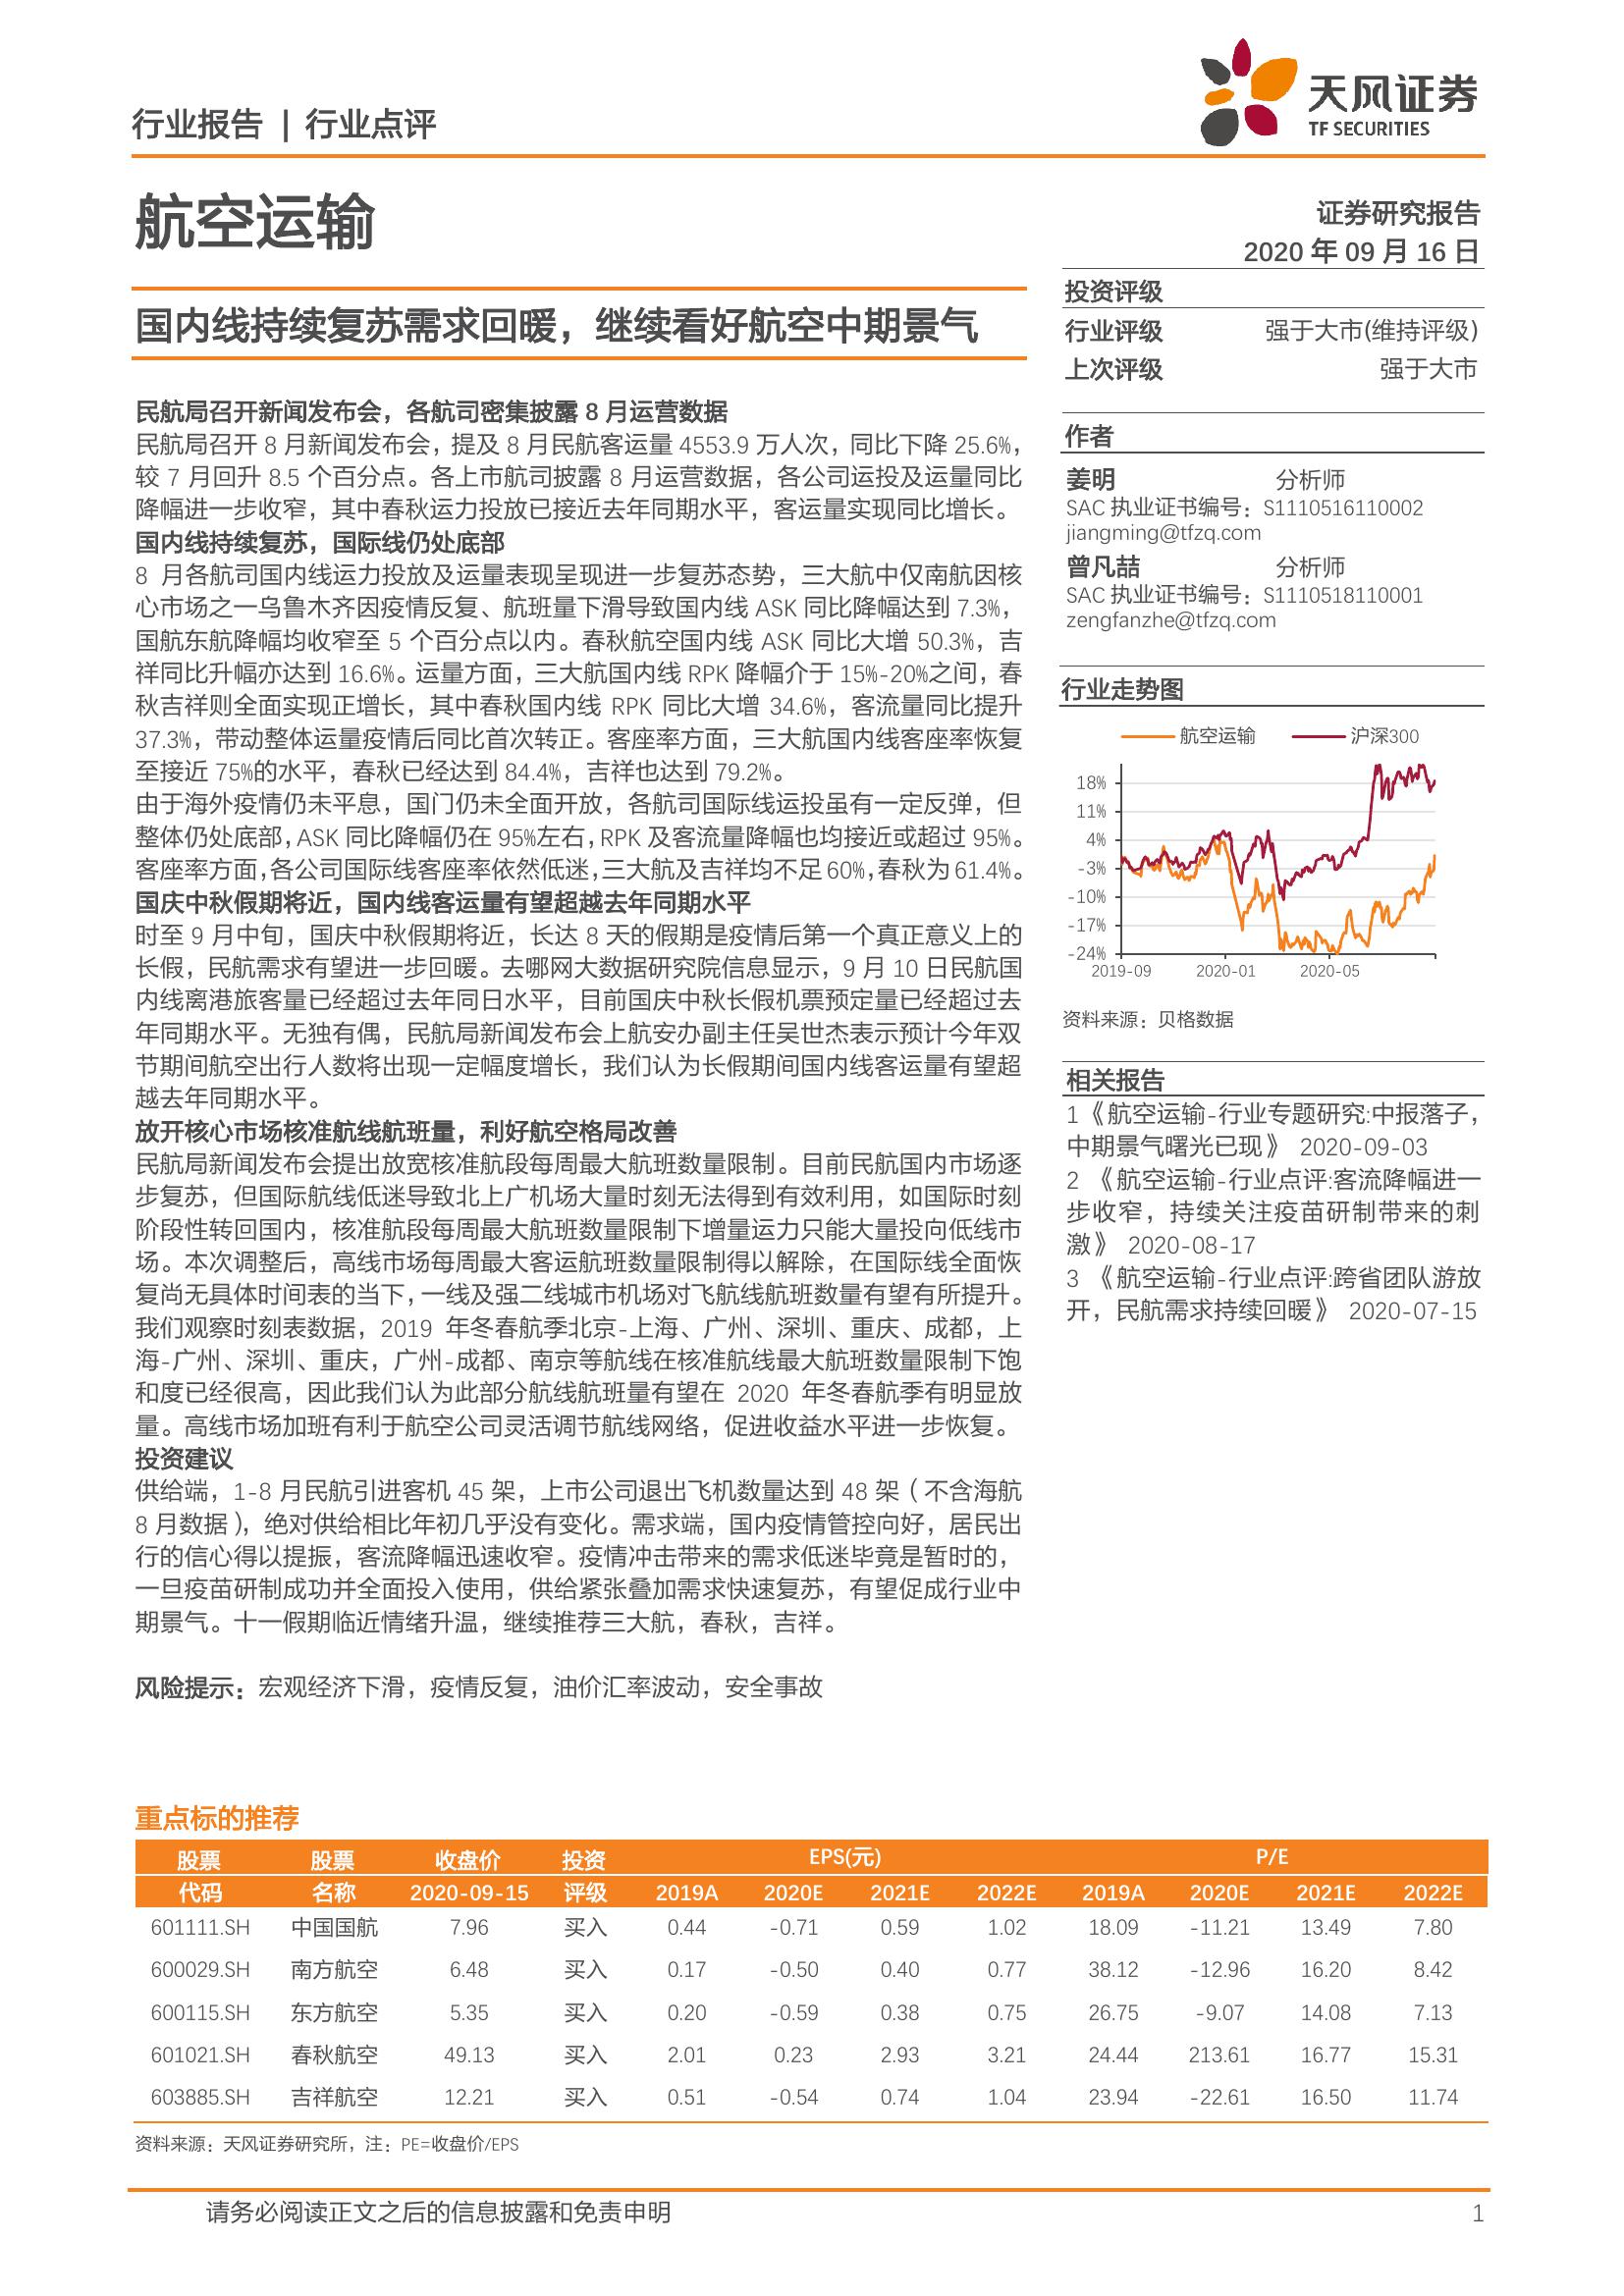 行业报告 | 行业点评
天风证券
TF SECURITIES
航空运输
证券研究报告
2020 年 09 月 16 日
国内线持续复苏需求回暖，继续看好航空中期景气
民航局召开新闻发布会，各航司密集披露 8 月运营数据
民航局召开 8 月新闻发布会，提及 8 月民航客运量 4553.9 万人次，同比下降 25.6%，
较 7 月回升 8.5 个百分点。各上市航司披露 8 月运营数据，各公司运投及运量同比
降幅进一步收窄，其中春秋运力投放已接近去年同期水平，客运量实现同比增长。
国内线持续复苏，国际线仍处底部
8 月各航司国内线运力投放及运量表现呈现进一步复苏态势，三大航中仅南航因核
心市场之一乌鲁木齐因疫情反复、航班量下滑导致国内线 ASK 同比降幅达到 7.3%，
国航东航降幅均收窄至 5 个百分点以内。春秋航空国内线 ASK 同比大增 50.3%，吉
祥同比升幅亦达到 16.6%。运量方面，三大航国内线 RPK 降幅介于 15%-20%之间，春
秋吉祥则全面实现正增长，其中春秋国内线 RPK 同比大增 34.6%，客流量同比提升
37.3%，带动整体运量疫情后同比首次转正。客座率方面，三大航国内线客座率恢复
至接近 75%的水平，春秋已经达到 84.4%，吉祥也达到 79.2%。
由于海外疫情仍未平息，国门仍未全面开放，各航司国际线运投虽有一定反弹，但
整体仍处底部，ASK 同比降幅仍在 95%左右，RPK 及客流量降幅也均接近或超过 95%。
客座率方面，各公司国际线客座率依然低迷，三大航及吉祥均不足 60%，春秋为 61.4%。
国庆中秋假期将近，国内线客运量有望超越去年同期水平
时至 9 月中旬，国庆中秋假期将近，长达 8 天的假期是疫情后第一个真正意义上的
长假，民航需求有望进一步回暖。去哪网大数据研究院信息显示，9 月 10 日民航国
内线离港旅客量已经超过去年同日水平，目前国庆中秋长假机票预定量已经超过去
年同期水平。无独有偶，民航局新闻发布会上航安办副主任吴世杰表示预计今年双
节期间航空出行人数将出现一定幅度增长，我们认为长假期间国内线客运量有望超
越去年同期水平。
放开核心市场核准航线航班量，利好航空格局改善
民航局新闻发布会提出放宽核准航段每周最大航班数量限制。目前民航国内市场逐
步复苏，但国际航线低迷导致北上广机场大量时刻无法得到有效利用，如国际时刻
阶段性转回国内，核准航段每周最大航班数量限制下增量运力只能大量投向低线市
场。本次调整后，高线市场每周最大客运航班数量限制得以解除，在国际线全面恢
复尚无具体时间表的当下，一线及强二线城市机场对飞航线航班数量有望有所提升。
我们观察时刻表数据，2019 年冬春航季北京-上海、广州、深圳、重庆、成都，上
海-广州、深圳、重庆，广州-成都、南京等航线在核准航线最大航班数量限制下饱
和度已经很高，因此我们认为此部分航线航班量有望在 2020 年冬春航季有明显放
量。高线市场加班有利于航空公司灵活调节航线网络，促进收益水平进一步恢复。
投资建议
供给端，1-8 月民航引进客机 45 架，上市公司退出飞机数量达到 48 架（不含海航
8 月数据），绝对供给相比年初几乎没有变化。需求端，国内疫情管控向好，居民出
行的信心得以提振，客流降幅迅速收窄。疫情冲击带来的需求低迷毕竟是暂时的，
一旦疫苗研制成功并全面投入使用，供给紧张叠加需求快速复苏，有望促成行业中
期景气。十一假期临近情绪升温，继续推荐三大航，春秋，吉祥。
风险提示：宏观经济下滑，疫情反复，油价汇率波动，安全事故
投资评级
行业评级 强于大市(维持评级)
上次评级 强于大市
作者
姜明 分析师
SAC 执业证书编号：S1110516110002
jiangming@tfzq.com
曾凡喆 分析师
SAC 执业证书编号：S1110518110001
zengfanzhe@tfzq.com
行业走势图
航空运输 沪深300
18%
11%
4%
-3%
-10%
-17%
-24%
2019-09 2020-01 2020-05
资料来源：贝格数据
相关报告
1 《航空运输-行业专题研究:中报落子，
中期景气曙光已现》 2020-09-03
2 《航空运输-行业点评:客流降幅进一
步收窄，持续关注疫苗研制带来的刺
激》 2020-08-17
3 《航空运输-行业点评:跨省团队游放
开，民航需求持续回暖》 2020-07-15
重点标的推荐
股票 股票 收盘价 投资 EPS(元) P/E
代码 名称 2020-09-15 评级 2019A 2020E 2021E 2022E 2019A 2020E 2021E 2022E
601111.SH 中国国航 7.96 买入 0.44 -0.71 0.59 1.02 18.09 -11.21 13.49 7.80
600029.SH 南方航空 6.48 买入 0.17 -0.50 0.40 0.77 38.12 -12.96 16.20 8.42
600115.SH 东方航空 5.35 买入 0.20 -0.59 0.38 0.75 26.75 -9.07 14.08 7.13
601021.SH 春秋航空 49.13 买入 2.01 0.23 2.93 3.21 24.44 213.61 16.77 15.31
603885.SH 吉祥航空 12.21 买入 0.51 -0.54 0.74 1.04 23.94 -22.61 16.50 11.74
资料来源：天风证券研究所，注：PE=收盘价/EPS
请务必阅读正文之后的信息披露和免责申明 1